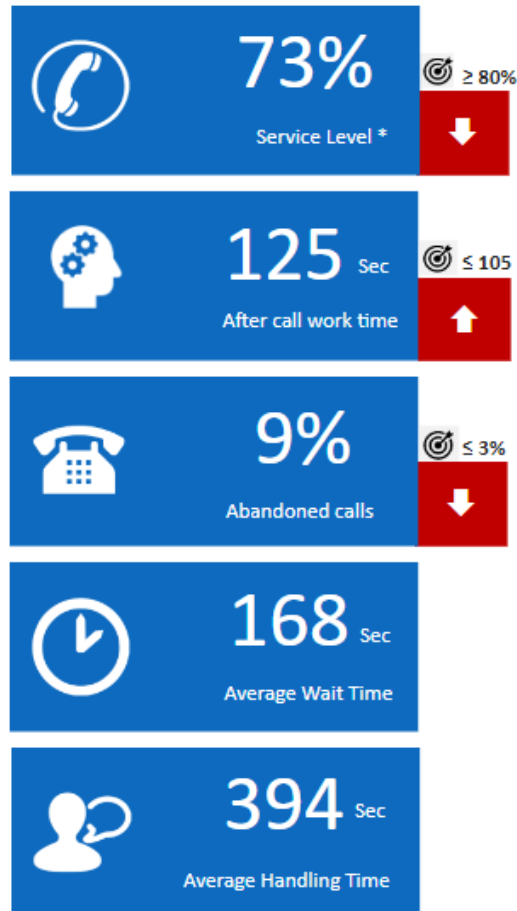 73%
≥ 80%
Service Level *
125 Sec
≤ 105
After call work time
9%
≤ 3%
Abandoned calls
168 Sec
Average Wait Time
394 Sec
Average Handling Time